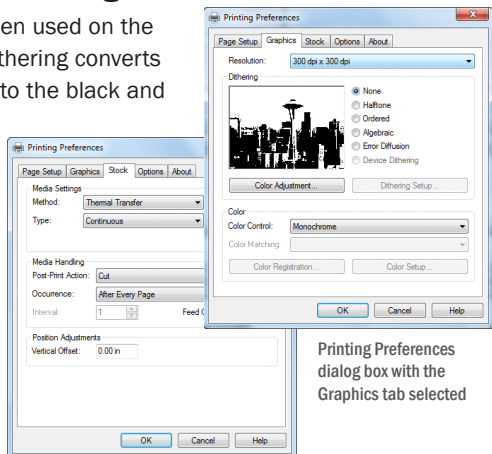 en used on the
thering converts
to the black and
Printing Preferences
Page Setup Graphics Stock Options About
Resolution: 300 dpi x 300 dpi
Dithering
None
Halftone
Ordered
Algebraic
Error Diffusion
Device Dithering
Color Adjustment... Dithering Setup...
Color
Color Control: Monochrome
Color Matching:
Color Registration... Color Setup...
OK Cancel Help
Printing Preferences
Page Setup Graphics Stock Options About
Media Settings
Method: Thermal Transfer
Type: Continuous
Media Handling
Post-Print Action: Cut
Occurrence: After Every Page
Interval: 1 Feed
Position Adjustments
Vertical Offset: 0.00 in
OK Cancel Help
Printing Preferences
dialog box with the
Graphics tab selected